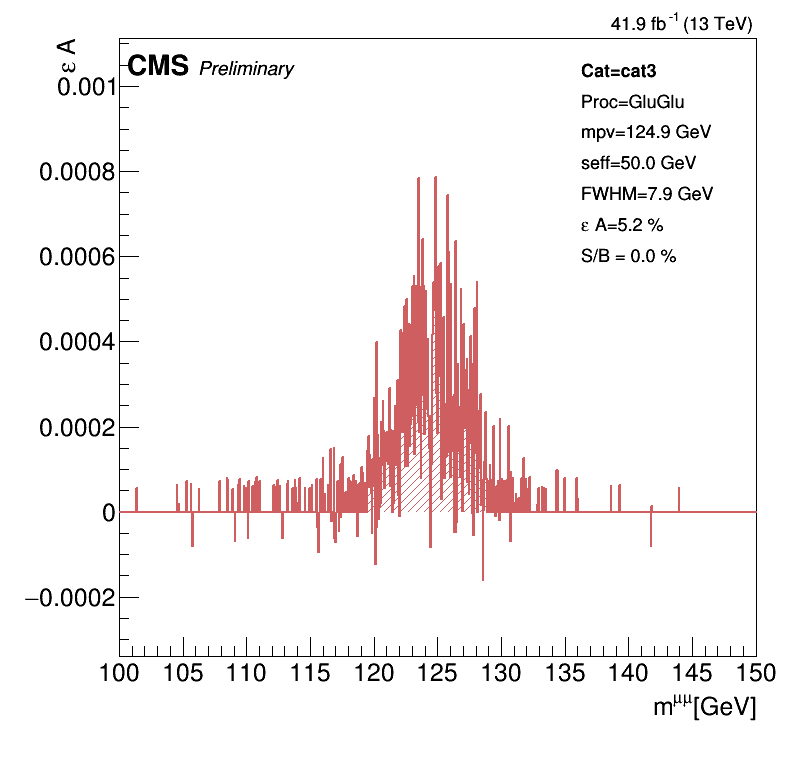 41.9 fb⁻¹ (13 TeV)
ε A
CMS Preliminary
Cat=cat3
Proc=GluGlu
mpv=124.9 GeV
seff=50.0 GeV
FWHM=7.9 GeV
ε A=5.2 %
S/B = 0.0 %
0.001
0.0008
0.0006
0.0004
0.0002
0
−0.0002
100 105 110 115 120 125 130 135 140 145 150
m^μμ[GeV]